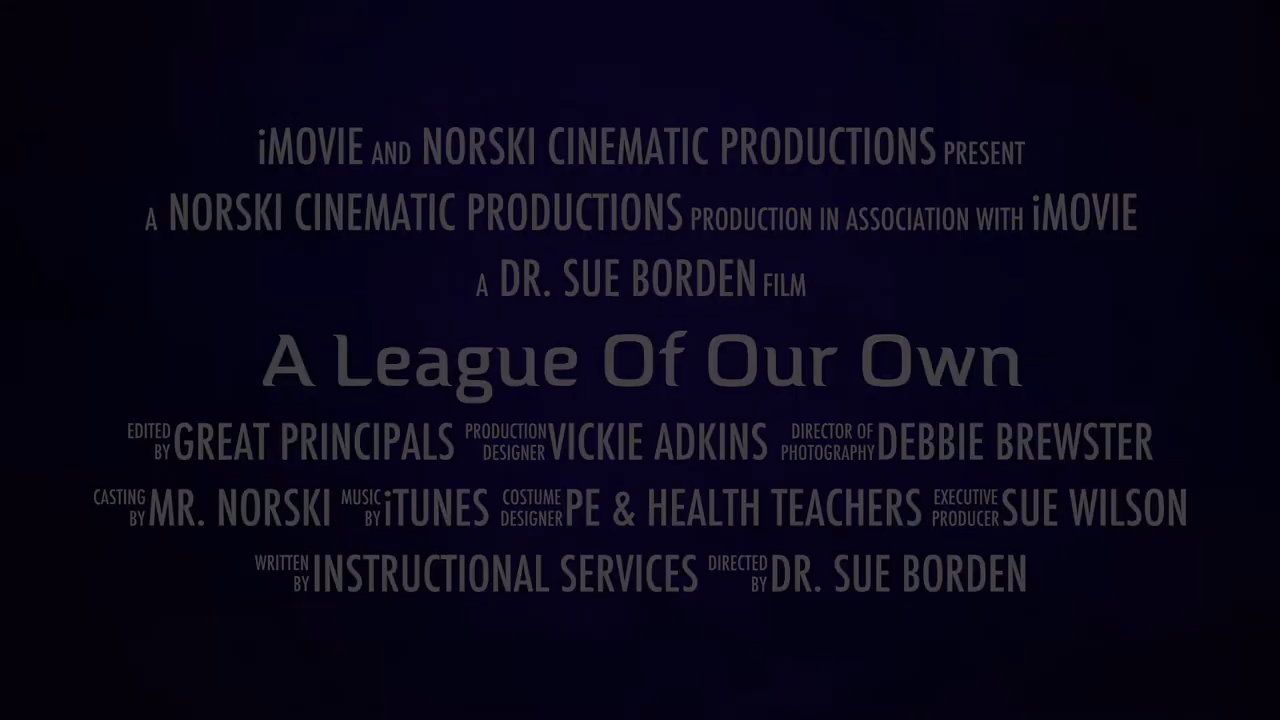 iMOVIE AND NORSKI CINEMATIC PRODUCTIONS PRESENT
A NORSKI CINEMATIC PRODUCTIONS PRODUCTION IN ASSOCIATION WITH iMOVIE
A DR. SUE BORDEN FILM
A League Of Our Own
EDITED BY GREAT PRINCIPALS PRODUCTION DESIGNER VICKIE ADKINS DIRECTOR OF PHOTOGRAPHY DEBBIE BREWSTER
CASTING BY MR. NORSKI MUSIC BY iTUNES COSTUME DESIGNER PE & HEALTH TEACHERS EXECUTIVE PRODUCER SUE WILSON
WRITTEN BY INSTRUCTIONAL SERVICES DIRECTED BY DR. SUE BORDEN